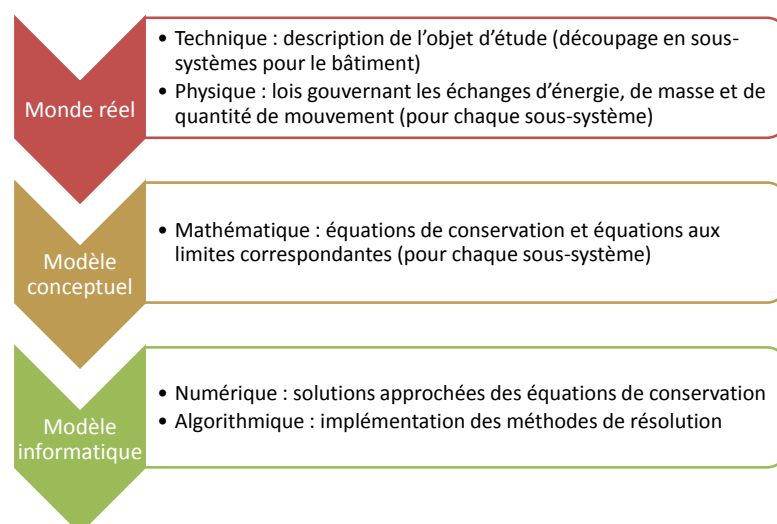 Monde réel
• Technique : description de l’objet d’étude (découpage en sous-
systèmes pour le bâtiment)
• Physique : lois gouvernant les échanges d’énergie, de masse et de
quantité de mouvement (pour chaque sous-système)
Modèle
conceptuel
• Mathématique : équations de conservation et équations aux
limites correspondantes (pour chaque sous-système)
Modèle
informatique
• Numérique : solutions approchées des équations de conservation
• Algorithmique : implémentation des méthodes de résolution